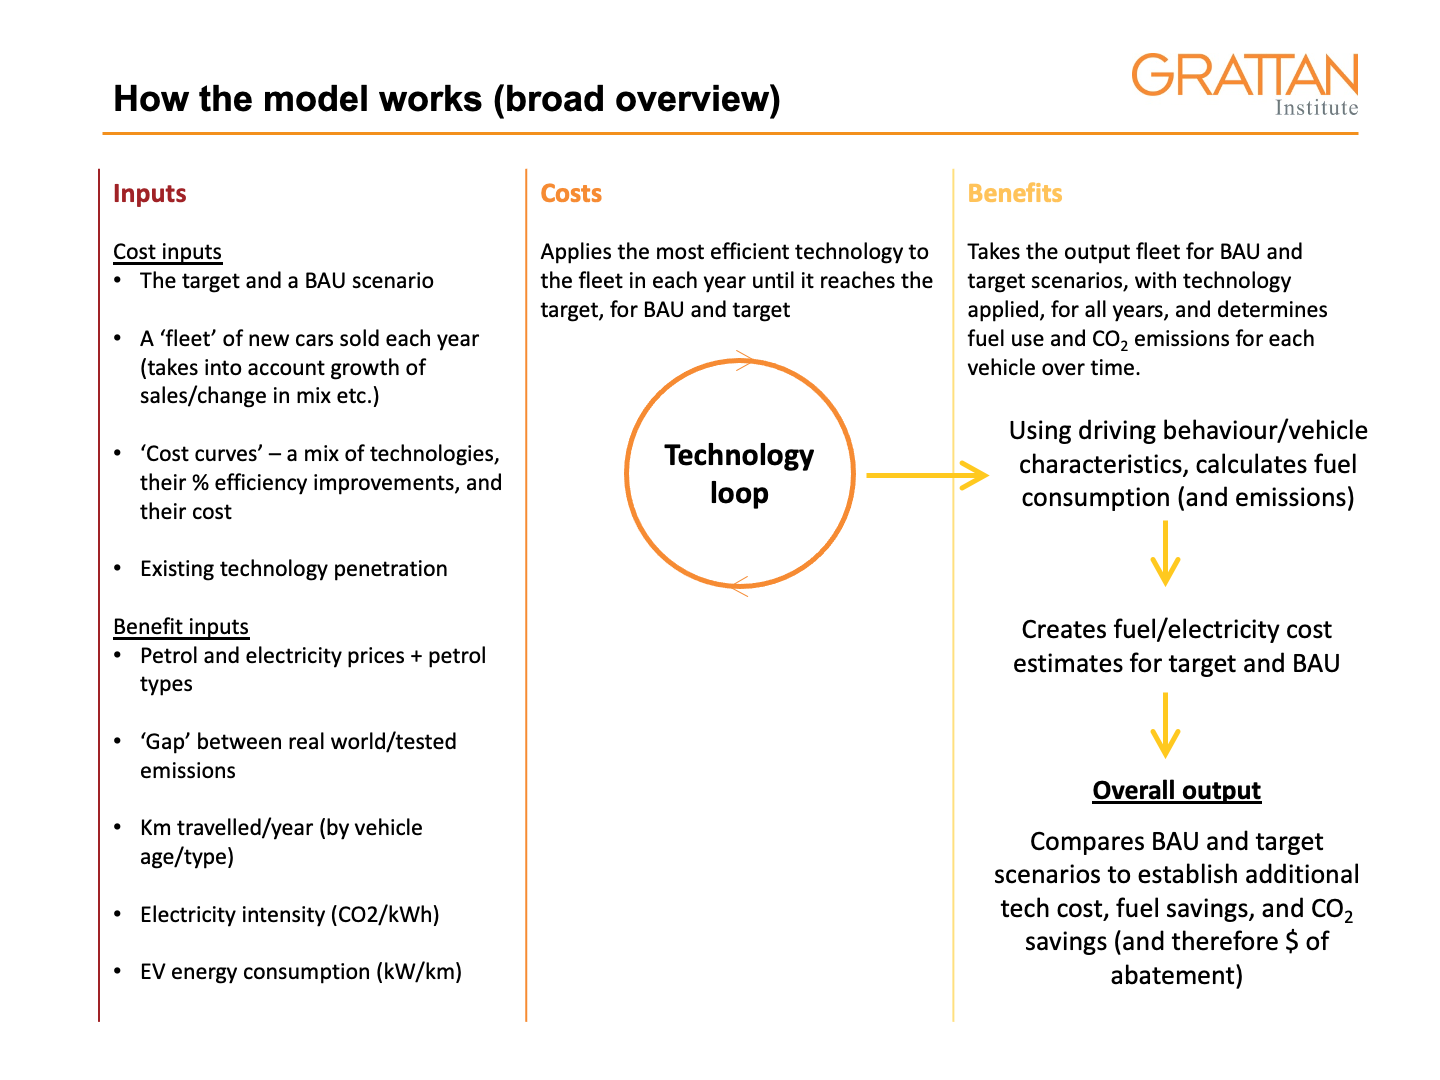 GRATTAN
Institute
How the model works (broad overview)
Inputs
Cost inputs
• The target and a BAU scenario
• A ‘fleet’ of new cars sold each year
(takes into account growth of
sales/change in mix etc.)
• ‘Cost curves’ – a mix of technologies,
their % efficiency improvements, and
their cost
• Existing technology penetration
Benefit inputs
• Petrol and electricity prices + petrol
types
• ‘Gap’ between real world/tested
emissions
• Km travelled/year (by vehicle
age/type)
• Electricity intensity (CO2/kWh)
• EV energy consumption (kW/km)
Costs
Applies the most efficient technology to
the fleet in each year until it reaches the
target, for BAU and target
Technology
loop
Benefits
Takes the output fleet for BAU and
target scenarios, with technology
applied, for all years, and determines
fuel use and CO₂ emissions for each
vehicle over time.
Using driving behaviour/vehicle
characteristics, calculates fuel
consumption (and emissions)
Creates fuel/electricity cost
estimates for target and BAU
Overall output
Compares BAU and target
scenarios to establish additional
tech cost, fuel savings, and CO₂
savings (and therefore $ of
abatement)